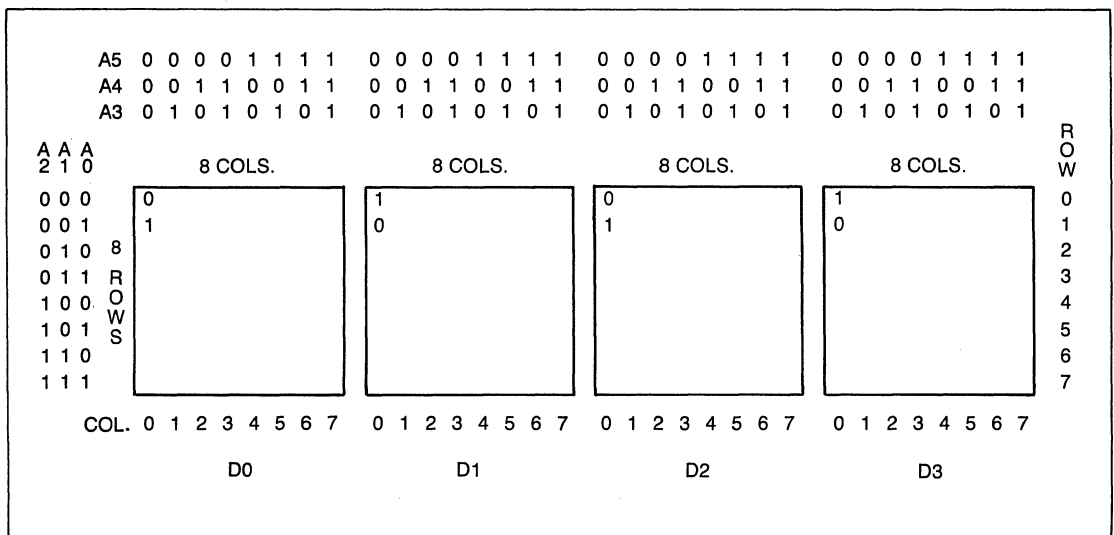 A5 0 0 0 0 1 1 1 1 0 0 0 0 1 1 1 1 0 0 0 0 1 1 1 1 0 0 0 0 1 1 1 1
A4 0 0 1 1 0 0 1 1 0 0 1 1 0 0 1 1 0 0 1 1 0 0 1 1 0 0 1 1 0 0 1 1
A3 0 1 0 1 0 1 0 1 0 1 0 1 0 1 0 1 0 1 0 1 0 1 0 1 0 1 0 1 0 1 0 1
A2 A1 A0 8 COLS. 8 COLS. 8 COLS. 8 COLS. ROW
0 0 0 0 1 0 1 0
0 0 1 1 0 1 0 1
0 1 0 2
0 1 1 3
1 0 0 4
1 0 1 5
1 1 0 6
1 1 1 7
8 ROWS
COL. 0 1 2 3 4 5 6 7 0 1 2 3 4 5 6 7 0 1 2 3 4 5 6 7 0 1 2 3 4 5 6 7
D0 D1 D2 D3